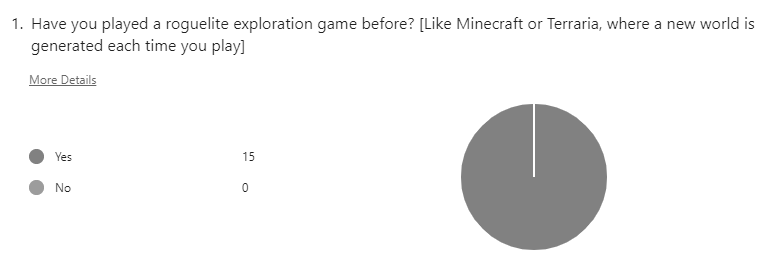 1. Have you played a roguelite exploration game before? [Like Minecraft or Terraria, where a new world is
generated each time you play]
More Details
Yes 15
No 0